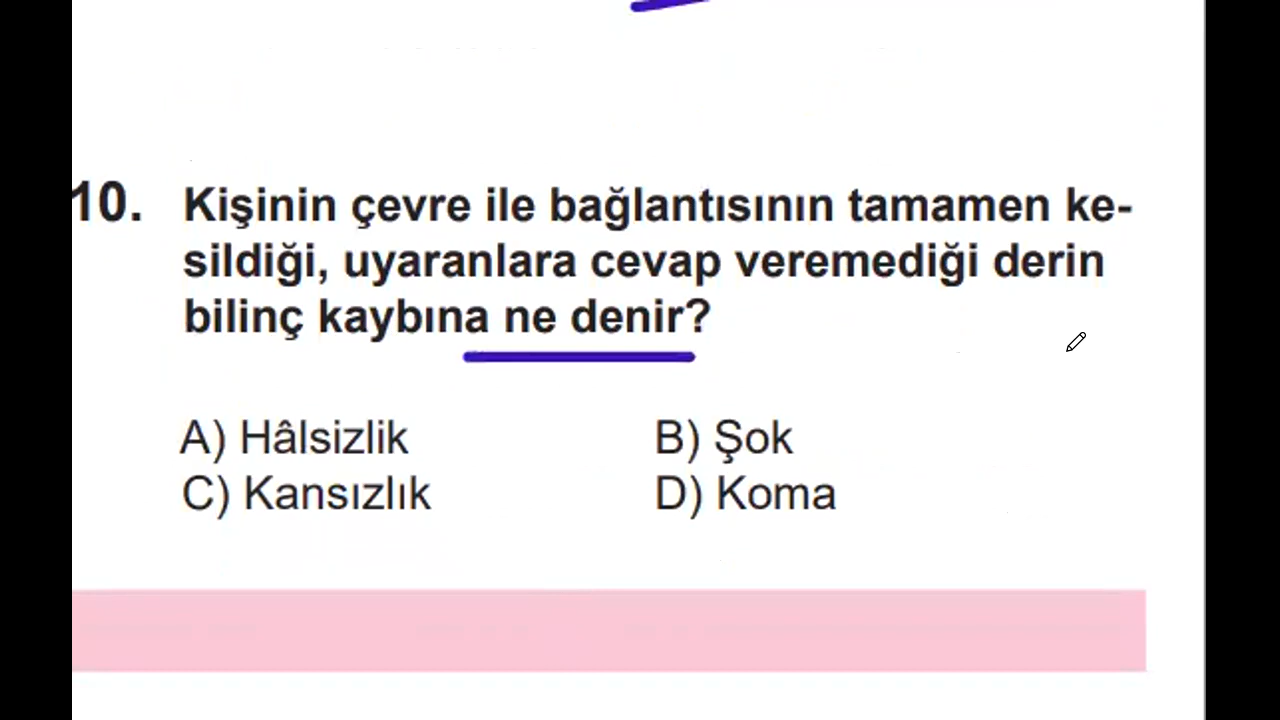 10. Kişinin çevre ile bağlantısının tamamen ke-
sildiği, uyaranlara cevap veremediği derin
bilinç kaybına ne denir?
A) Hâlsizlik B) Şok
C) Kansızlık D) Koma